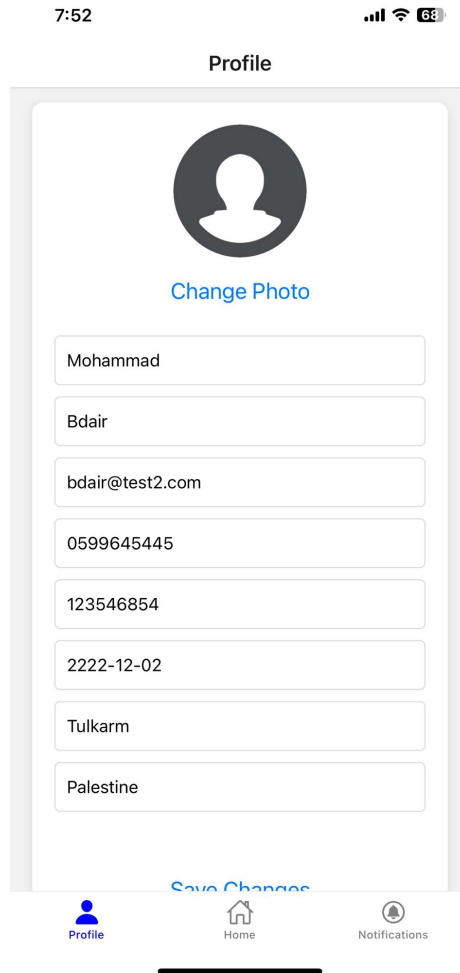 7:52
68
Profile
Change Photo
Mohammad
Bdair
bdair@test2.com
0599645445
123546854
2222-12-02
Tulkarm
Palestine
Save Changes
Profile
Home
Notifications